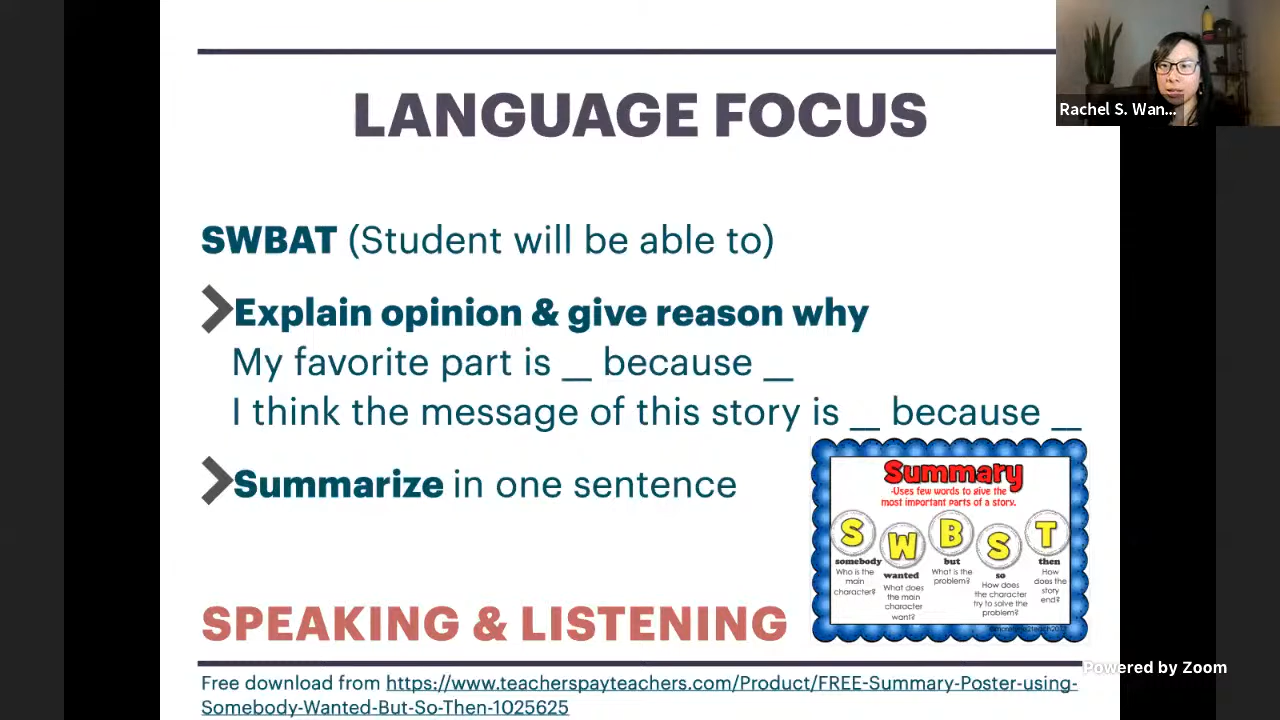 LANGUAGE FOCUS
Rachel S. Wan...
SWBAT (Student will be able to)
Explain opinion & give reason why
My favorite part is __ because __
I think the message of this story is __ because __
Summarize in one sentence
Summary
-Uses few words to give the
most important parts of a story.
S W B S T
somebody
Who is the
main
character?
wanted
What does
the main
character
want?
but
What is the
problem?
so
How does
the character
try to solve the
problem?
then
How
does the
story
end?
SPEAKING & LISTENING
Powered by Zoom
Free download from https://www.teacherspayteachers.com/Product/FREE-Summary-Poster-using-
Somebody-Wanted-But-So-Then-1025625